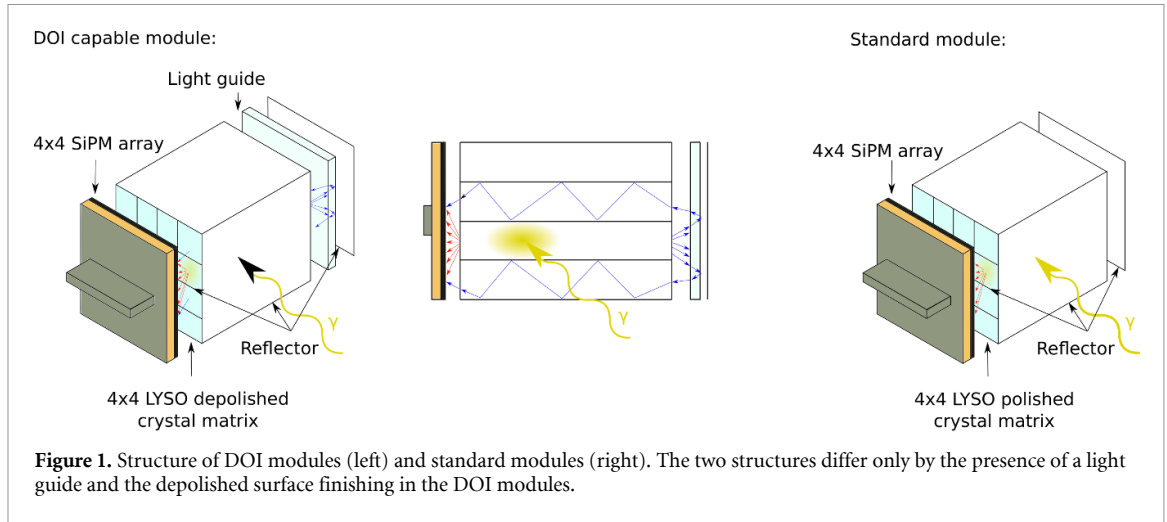 DOI capable module:
Light guide
4x4 SiPM array
γ
Reflector
4x4 LYSO depolished
crystal matrix
γ
Standard module:
4x4 SiPM array
γ
Reflector
4x4 LYSO polished
crystal matrix
Figure 1. Structure of DOI modules (left) and standard modules (right). The two structures differ only by the presence of a light
guide and the depolished surface finishing in the DOI modules.